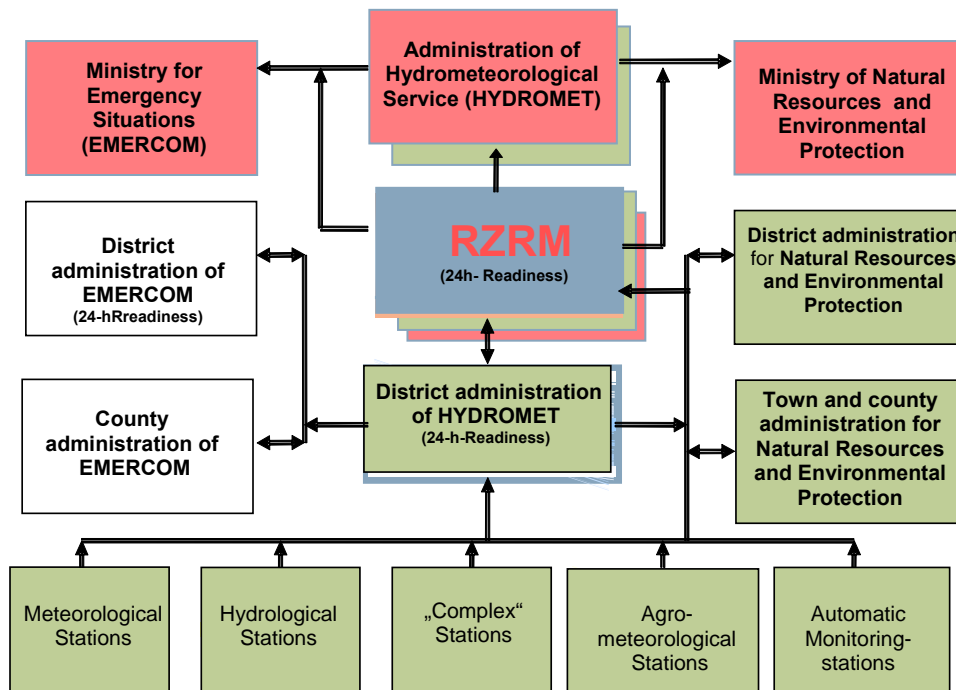 Administration of
Hydrometeorological
Service (HYDROMET)
Ministry for
Emergency
Situations
(EMERCOM)
Ministry of Natural
Resources and
Environmental
Protection
RZRM
(24h- Readiness)
District
administration of
EMERCOM
(24-hRreadiness)
District administration
for Natural Resources
and Environmental
Protection
District administration
of HYDROMET
(24-h-Readiness)
County
administration of
EMERCOM
Town and county
administration for
Natural Resources
and Environmental
Protection
Meteorological
Stations
Hydrological
Stations
„Complex“
Stations
Agro-
meteorological
Stations
Automatic
Monitoring-
stations